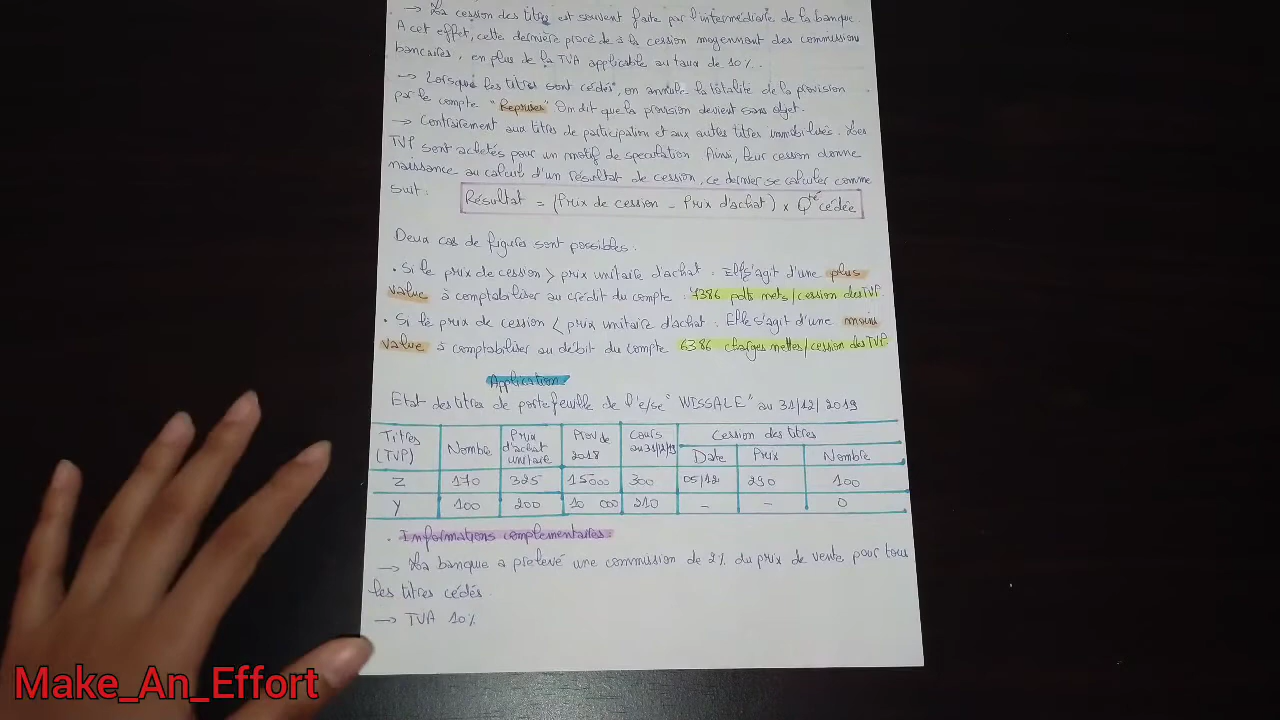 → La cession des titres est souvent faite par l'intermédiaire de la banque.
A cet effet, cette dernière procède à la cession moyennant des commissions
bancaires, en plus de la TVA applicable au taux de 10%.
→ Lorsque les titres sont cédés, on annule la totalité de la provision
par le compte "Reprises" On dit que la provision devient sans objet.
→ Contrairement aux titres de participation et aux autres titres immobilisés. Les
TVP sont achetés pour un motif de speculation Ainsi, leur cession donne
naissance au calcul d'un résultat de cession, ce dernier se calculer comme
suit:
Résultat = (Prix de cession - Prix d'achat) x Qté cédée
Deux cas de figures sont possibles:
• Si le prix de cession > prix unitaire d'achat : s'agit d'une plus
value à comptabiliser au crédit du compte : 7386 pdts nets/cession des TVP.
• Si le prix de cession < prix unitaire d'achat : Elle s'agit d'une moins
value à comptabiliser au débit du compte 6386 charges nettes/cession des TVP.
Application
Etat des titres de portefeuille de l'e/se "WISSALE" au 31/12/2019
Titres (TVP) Nombre Prix d'achat unitaire Prov de 2018 Cours au 31/12/19 Cession des titres
Date Prix Nombre
Z 170 325 15000 300 05/12 290 100
Y 100 200 10 000 210 - - 0
• Informations complementaires:
→ La banque a prelevé une commission de 2% du prix de vente pour tous
les titres cédés.
→ TVA 10%
Make_An_Effort